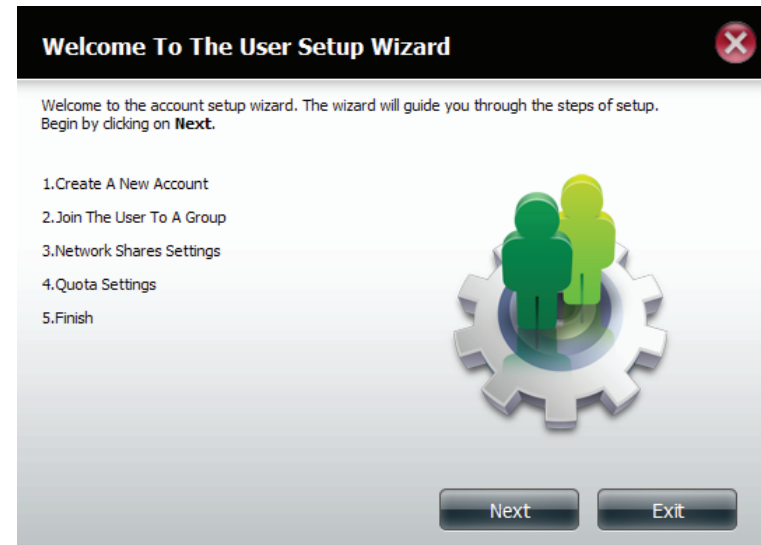 Welcome To The User Setup Wizard
Welcome to the account setup wizard. The wizard will guide you through the steps of setup.
Begin by clicking on Next.
1.Create A New Account
2.Join The User To A Group
3.Network Shares Settings
4.Quota Settings
5.Finish
Next Exit